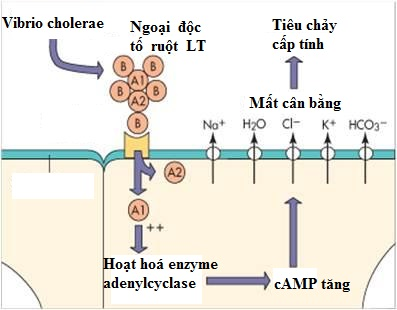 Vibrio cholerae
Ngoại độc
tố ruột LT
Tiêu chảy
cấp tính
B
B
A1
B
B
A2
B
B
Mất cân bằng
Na+
H2O
Cl−
K+
HCO3−
A2
A1
++
Hoạt hoá enzyme
adenylcyclase
cAMP tăng